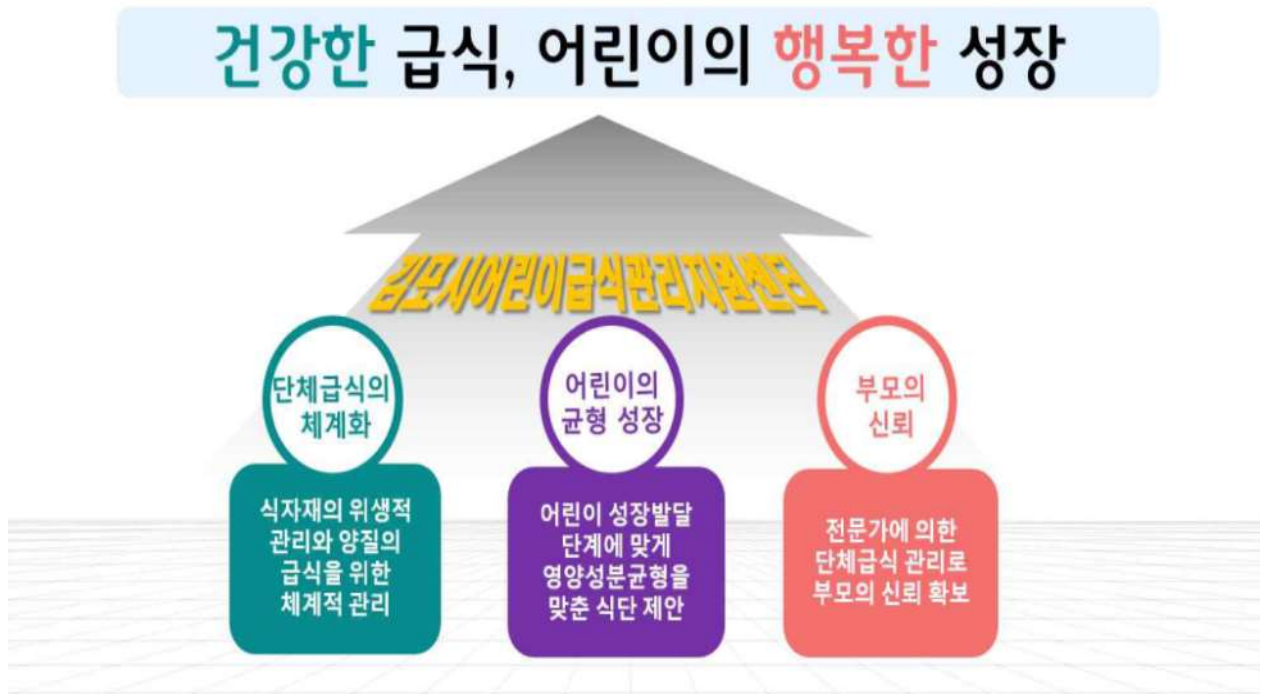 건강한 급식, 어린이의 행복한 성장
김포시어린이급식관리지원센터
단체급식의
체계화
어린이의
균형 성장
부모의
신뢰
식자재의 위생적
관리와 양질의
급식을 위한
체계적 관리
어린이 성장발달
단계에 맞게
영양성분균형을
맞춘 식단 제안
전문가에 의한
단체급식 관리로
부모의 신뢰 확보